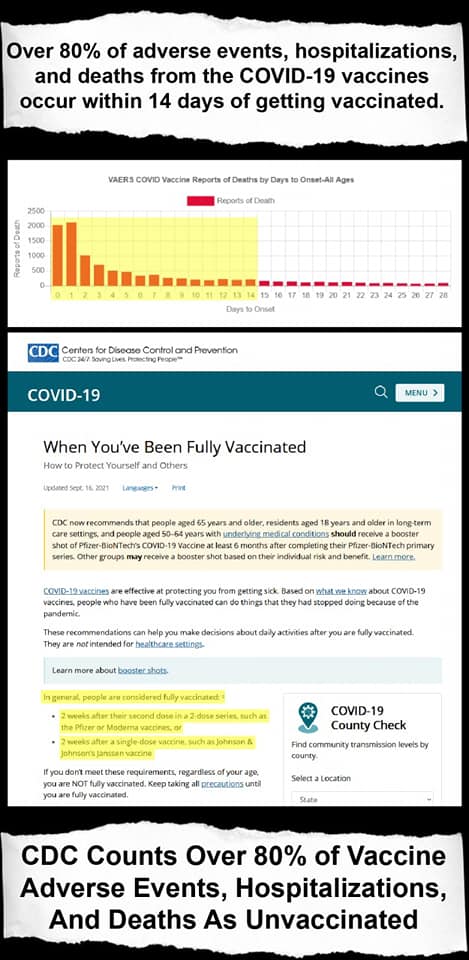 Over 80% of adverse events, hospitalizations,
and deaths from the COVID-19 vaccines
occur within 14 days of getting vaccinated.
VAERS COVID Vaccine Reports of Deaths by Days to Onset-All Ages
Reports of Death
2500
2000
1500
1000
500
0
Reports of Death
0 1 2 3 4 5 6 7 8 9 10 11 12 13 14 15 16 17 18 19 20 21 22 23 24 25 26 27 28
Days to Onset
CDC Centers for Disease Control and Prevention
CDC 24/7: Saving Lives. Protecting People™
COVID-19
MENU >
When You've Been Fully Vaccinated
How to Protect Yourself and Others
Updated Sept. 16, 2021 Languages Print
CDC now recommends that people aged 65 years and older, residents aged 18 years and older in long-term
care settings, and people aged 50–64 years with underlying medical conditions should receive a booster
shot of Pfizer-BioNTech's COVID-19 Vaccine at least 6 months after completing their Pfizer-BioNTech primary
series. Other groups may receive a booster shot based on their individual risk and benefit. Learn more.
COVID-19 vaccines are effective at protecting you from getting sick. Based on what we know about COVID-19
vaccines, people who have been fully vaccinated can do things that they had stopped doing because of the
pandemic.
These recommendations can help you make decisions about daily activities after you are fully vaccinated.
They are not intended for healthcare settings.
Learn more about booster shots.
In general, people are considered fully vaccinated: ±
• 2 weeks after their second dose in a 2-dose series, such as
the Pfizer or Moderna vaccines, or
• 2 weeks after a single-dose vaccine, such as Johnson &
Johnson's Janssen vaccine
If you don't meet these requirements, regardless of your age,
you are NOT fully vaccinated. Keep taking all precautions until
you are fully vaccinated.
COVID-19
County Check
Find community transmission levels by
county.
Select a Location
State
CDC Counts Over 80% of Vaccine
Adverse Events, Hospitalizations,
And Deaths As Unvaccinated